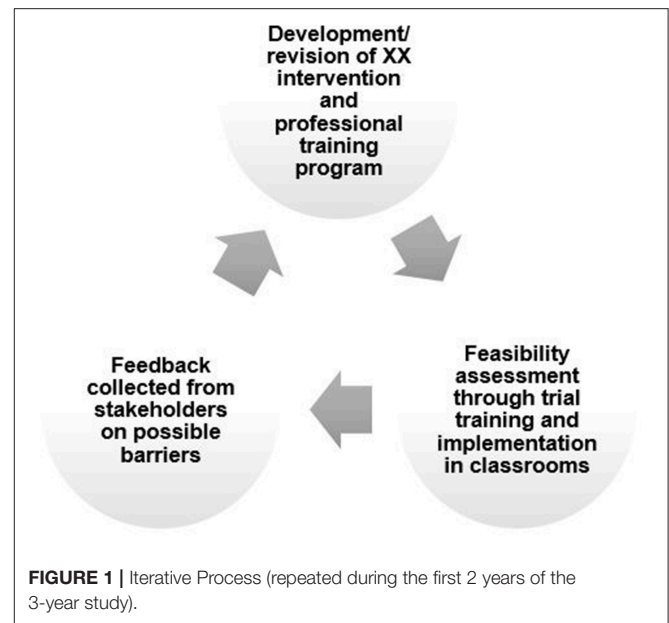 Development/
revision of XX
intervention
and
professional
training
program
Feasibility
assessment
through trial
training and
implementation
in classrooms
Feedback
collected from
stakeholders
on possible
barriers
FIGURE 1 | Iterative Process (repeated during the first 2 years of the
3-year study).